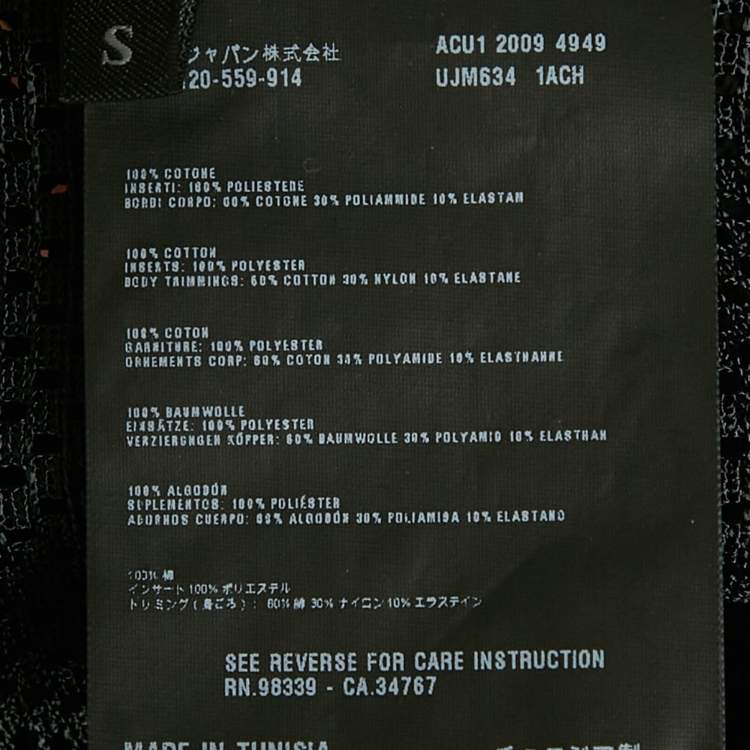 S
ャパン株式会社
20-559-914
ACU1 2009 4949
UJM634 1ACH
100% COTONE
INSERTI: 100% POLIESTERE
BORDI CORPO: 60% COTONE 30% POLIAMMIDE 10% ELASTAN
100% COTTON
INSERTS: 100% POLYESTER
BODY TRIMMINGS: 60% COTTON 30% NYLON 10% ELASTANE
100% COTON
GARNITURE: 100% POLYESTER
ORNEMENTS CORP: 60% COTON 30% POLYAMIDE 10% ELASTHANNE
100% BAUMWOLLE
EINSÄTZE: 100% POLYESTER
VERZIERUNGEN KÖPPER: 60% BAUMWOLLE 30% POLYAMID 10% ELASTHAN
100% ALGODÓN
SUPLEMENTOS: 100% POLIÉSTER
ADORNOS CUERPO: 60% ALGODÓN 30% POLIAMIDA 10% ELASTANO
100% 綿
インサート 100% ポリエステル
トリミング(身ごろ): 60% 綿 30% ナイロン 10% エラステイン
SEE REVERSE FOR CARE INSTRUCTION
RN.98339 - CA.34767
MADE IN TUNISIA